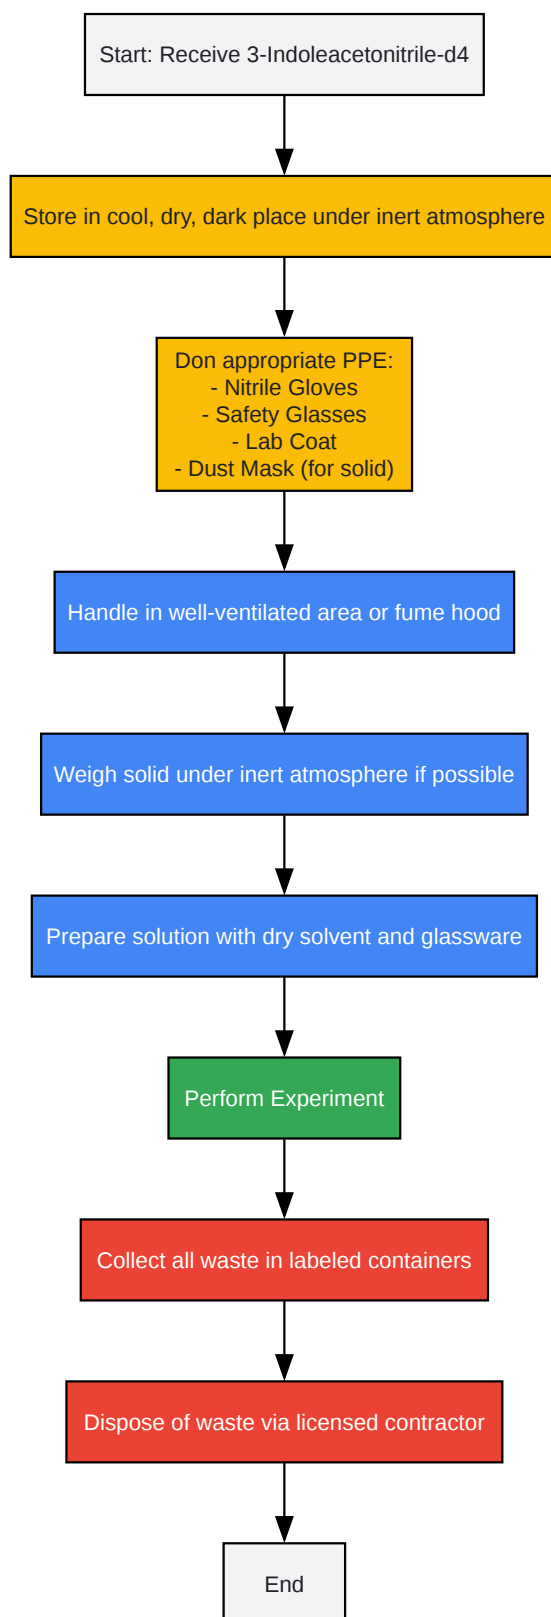 Start: Receive 3-Indoleacetonitrile-d4
Store in cool, dry, dark place under inert atmosphere
Don appropriate PPE:
- Nitrile Gloves
- Safety Glasses
- Lab Coat
- Dust Mask (for solid)
Handle in well-ventilated area or fume hood
Weigh solid under inert atmosphere if possible
Prepare solution with dry solvent and glassware
Perform Experiment
Collect all waste in labeled containers
Dispose of waste via licensed contractor
End